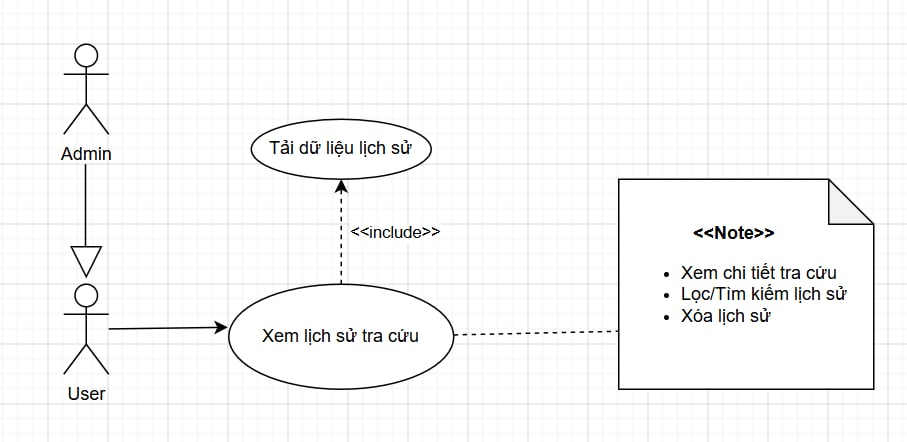 Admin
Tải dữ liệu lịch sử
<<include>>
User
Xem lịch sử tra cứu
<<Note>>
• Xem chi tiết tra cứu
• Lọc/Tìm kiếm lịch sử
• Xóa lịch sử